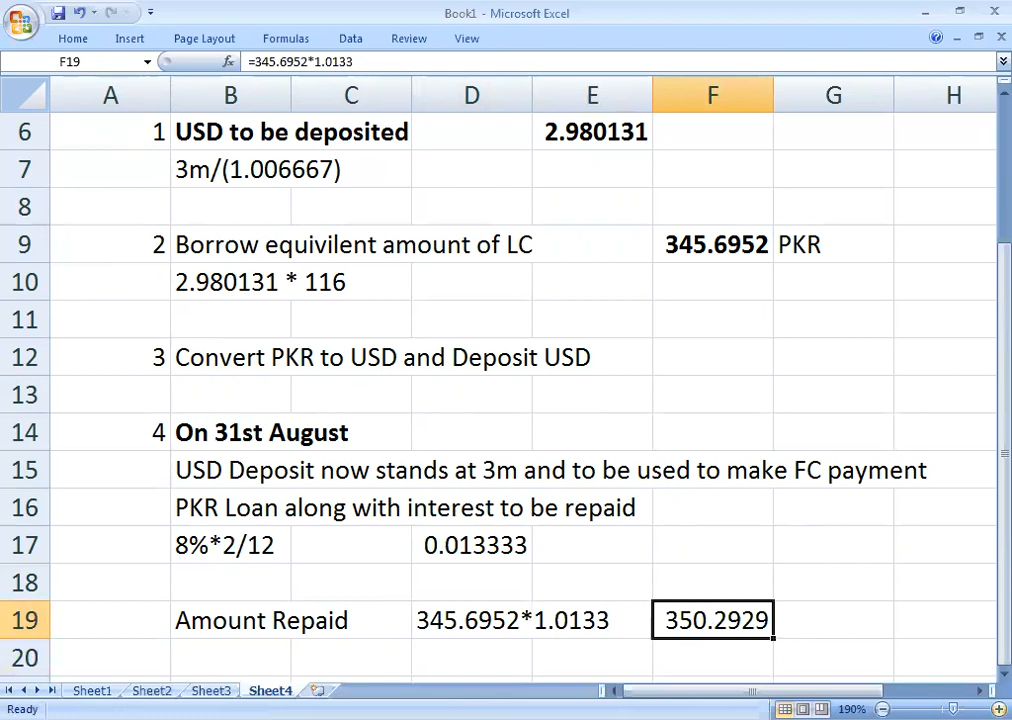 Book1 - Microsoft Excel
Home Insert Page Layout Formulas Data Review View
F19 fx =345.6952*1.0133
A B C D E F G H
6 1 USD to be deposited 2.980131
7 3m/(1.006667)
8
9 2 Borrow equivilent amount of LC 345.6952 PKR
10 2.980131 * 116
11
12 3 Convert PKR to USD and Deposit USD
13
14 4 On 31st August
15 USD Deposit now stands at 3m and to be used to make FC payment
16 PKR Loan along with interest to be repaid
17 8%*2/12 0.013333
18
19 Amount Repaid 345.6952*1.0133 350.2929
20
Sheet1 Sheet2 Sheet3 Sheet4
Ready 190%